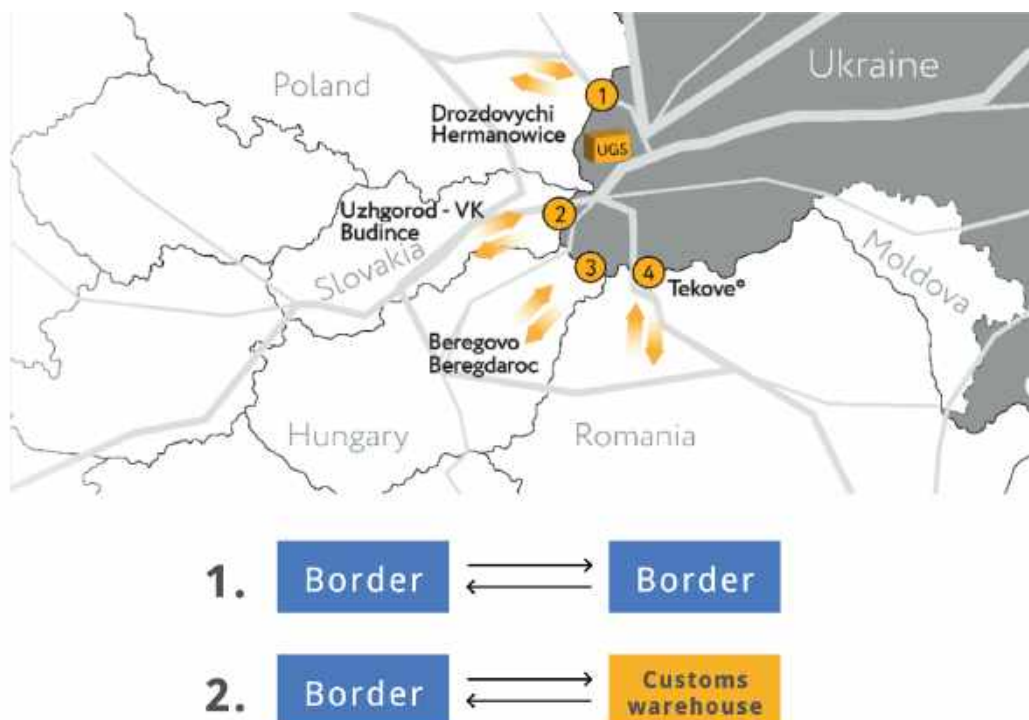 Poland
Ukraine
1
Drozdovychi
Hermanowice
UGS
Uzhgorod - VK
Budince
2
Slovakia
3
4
Tekove*
Moldova
Beregovo
Beregdaroc
Hungary
Romania
1. Border Border
2. Border Customs
warehouse